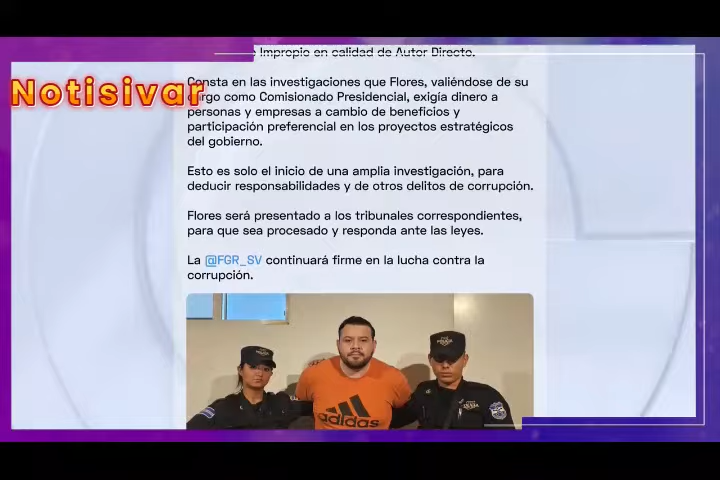 Impropio en calidad de Autor Directo.
Notisivar
Consta en las investigaciones que Flores, valiéndose de su
cargo como Comisionado Presidencial, exigía dinero a
personas y empresas a cambio de beneficios y
participación preferencial en los proyectos estratégicos
del gobierno.
Esto es solo el inicio de una amplia investigación, para
deducir responsabilidades y de otros delitos de corrupción.
Flores será presentado a los tribunales correspondientes,
para que sea procesado y responda ante las leyes.
La @FGR_SV continuará firme en la lucha contra la
corrupción.
adidas